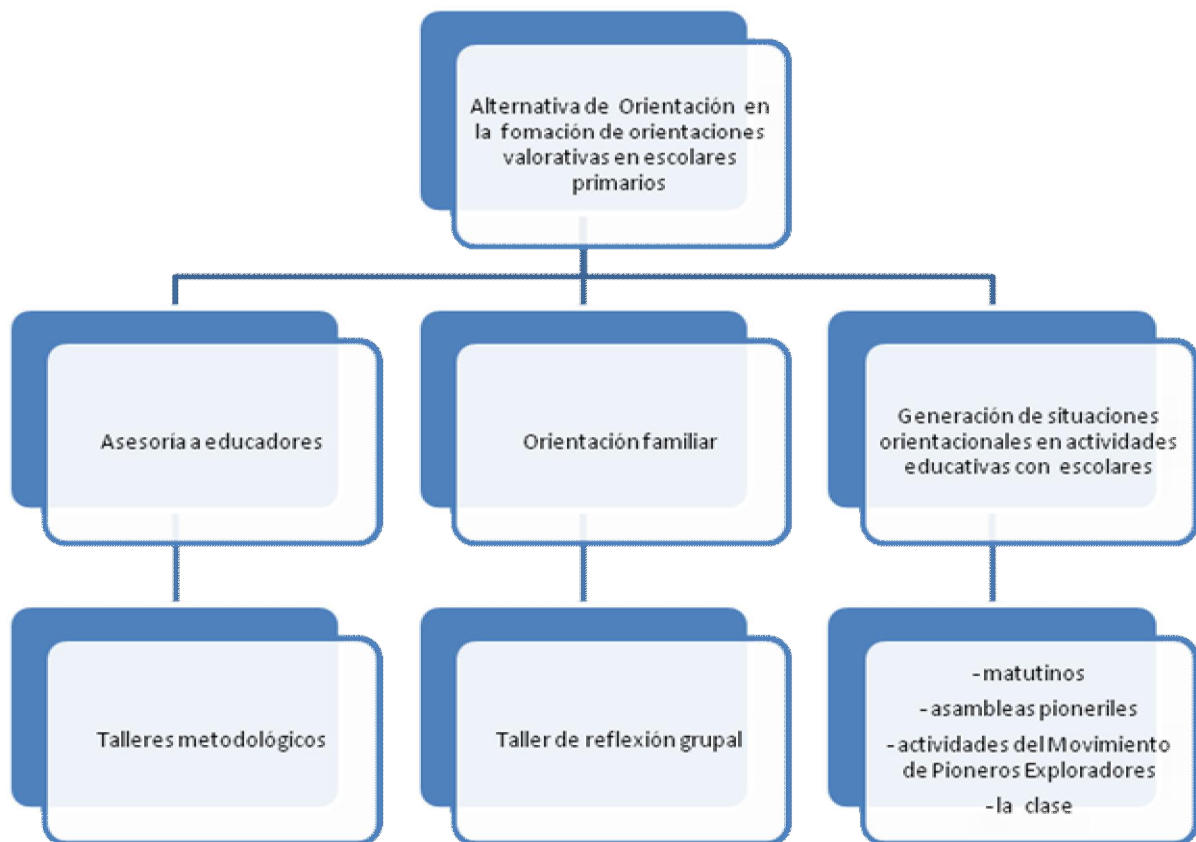 Alternativa de Orientación en
la fomación de orientaciones
valorativas en escolares
primarios
Asesoría a educadores
Orientación familiar
Generación de situaciones
orientacionales en actividades
educativas con escolares
Talleres metodológicos
Taller de reflexión grupal
-matutinos
-asambleas pioneriles
-actividades del Movimiento
de Pioneros Exploradores
-la clase